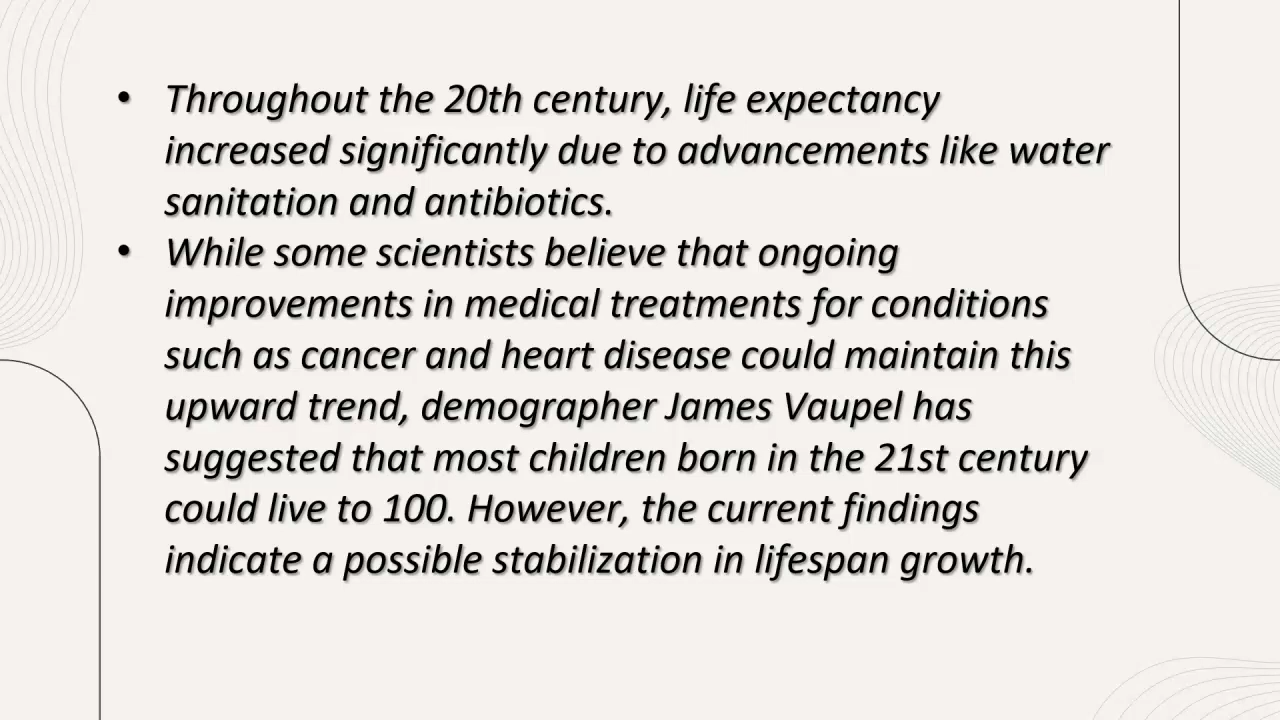 • Throughout the 20th century, life expectancy
increased significantly due to advancements like water
sanitation and antibiotics.
• While some scientists believe that ongoing
improvements in medical treatments for conditions
such as cancer and heart disease could maintain this
upward trend, demographer James Vaupel has
suggested that most children born in the 21st century
could live to 100. However, the current findings
indicate a possible stabilization in lifespan growth.